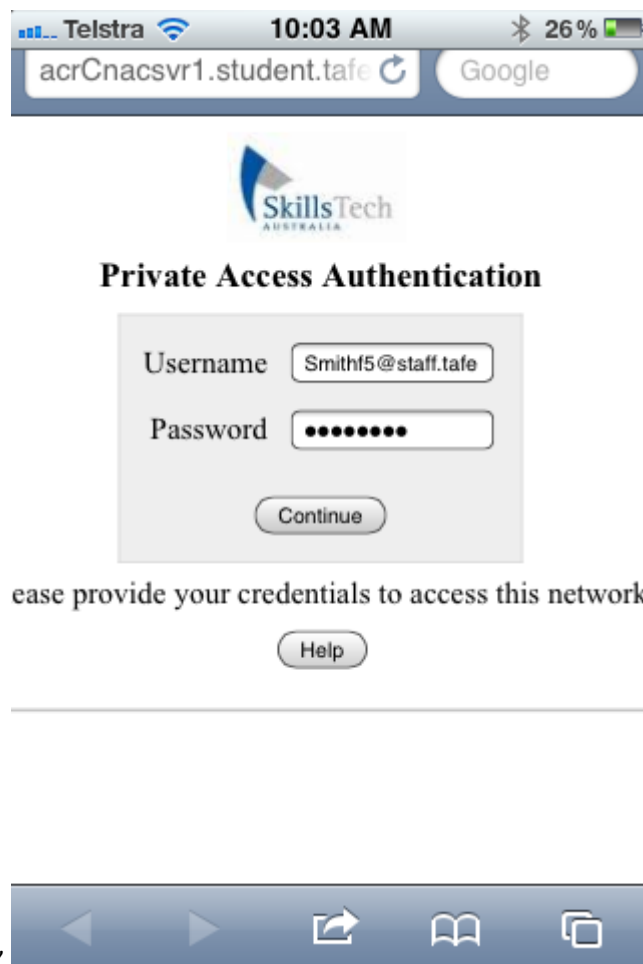 Telstra 10:03 AM 26%
acrCnacsvr1.student.tafe Google
SkillsTech
AUSTRALIA
Private Access Authentication
Username Smithf5@staff.tafe
Password ••••••••
Continue
ease provide your credentials to access this network
Help